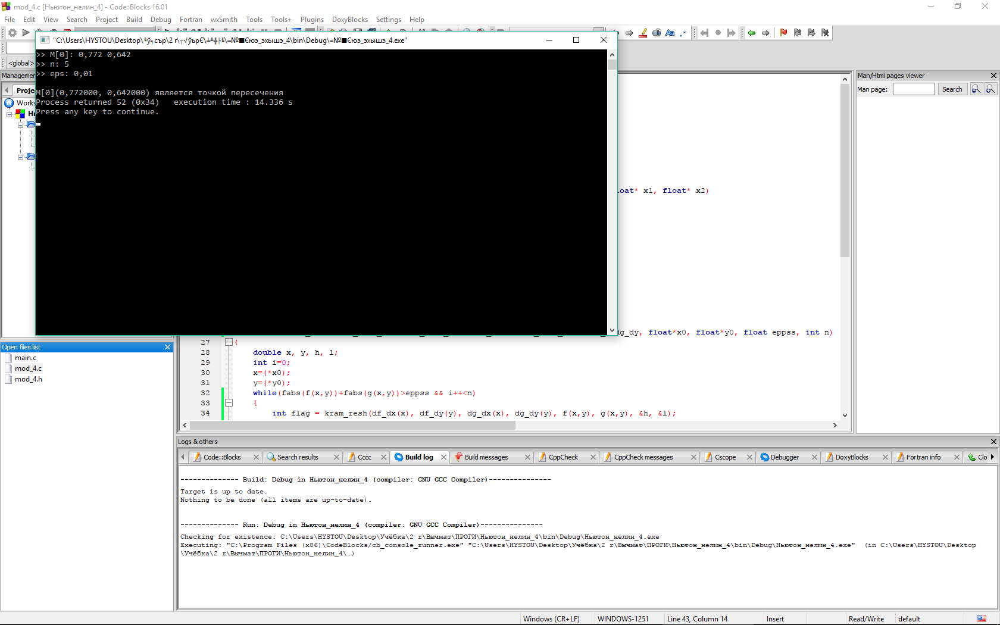 mod_4.c [Ньютон_нелин_4] - Code::Blocks 16.01
File Edit View Search Project Build Debug Fortran wxSmith Tools Tools+ Plugins DoxyBlocks Settings Help
<global>
Management
Proje
Works
"C:\Users\HYSTOU\Desktop\
\bin\Debug\
>> M[0]: 0,772 0,642
>> n: 5
>> eps: 0,01
M[0](0,772000, 0,642000) является точкой пересечения
Process returned 52 (0x34)   execution time : 14.336 s
Press any key to continue.
loat* x1, float* x2)
dg_dy, float*x0, float*y0, float eppss, int n)
27 {
28 double x, y, h, l;
29 int i=0;
30 x=(*x0);
31 y=(*y0);
32 while(fabs(f(x,y))+fabs(g(x,y))>eppss && i++<n)
33 {
34 int flag = kram_resh(df_dx(x), df_dy(y), dg_dx(x), dg_dy(y), f(x,y), g(x,y), &h, &l);
Man/Html pages viewer
Man page: Search
Open files list
main.c
mod_4.c
mod_4.h
Logs & others
Code::Blocks Search results Cccc Build log Build messages CppCheck CppCheck messages Cscope Debugger DoxyBlocks Fortran info Clo
-------------- Build: Debug in Ньютон_нелин_4 (compiler: GNU GCC Compiler)---------------
Target is up to date.
Nothing to be done (all items are up-to-date).
-------------- Run: Debug in Ньютон_нелин_4 (compiler: GNU GCC Compiler)---------------
Checking for existence: C:\Users\HYSTOU\Desktop\Учёбка\2 r\Вычмат\ПРОГИ\Ньютон_нелин_4\bin\Debug\Ньютон_нелин_4.exe
Executing: "C:\Program Files (x86)\CodeBlocks/cb_console_runner.exe" "C:\Users\HYSTOU\Desktop\Учёбка\2 r\Вычмат\ПРОГИ\Ньютон_нелин_4\bin\Debug\Ньютон_нелин_4.exe"  (in C:\Users\HYSTOU\Desktop
\Учёбка\2 r\Вычмат\ПРОГИ\Ньютон_нелин_4\.)
Windows (CR+LF) WINDOWS-1251 Line 43, Column 14 Insert Read/Write default